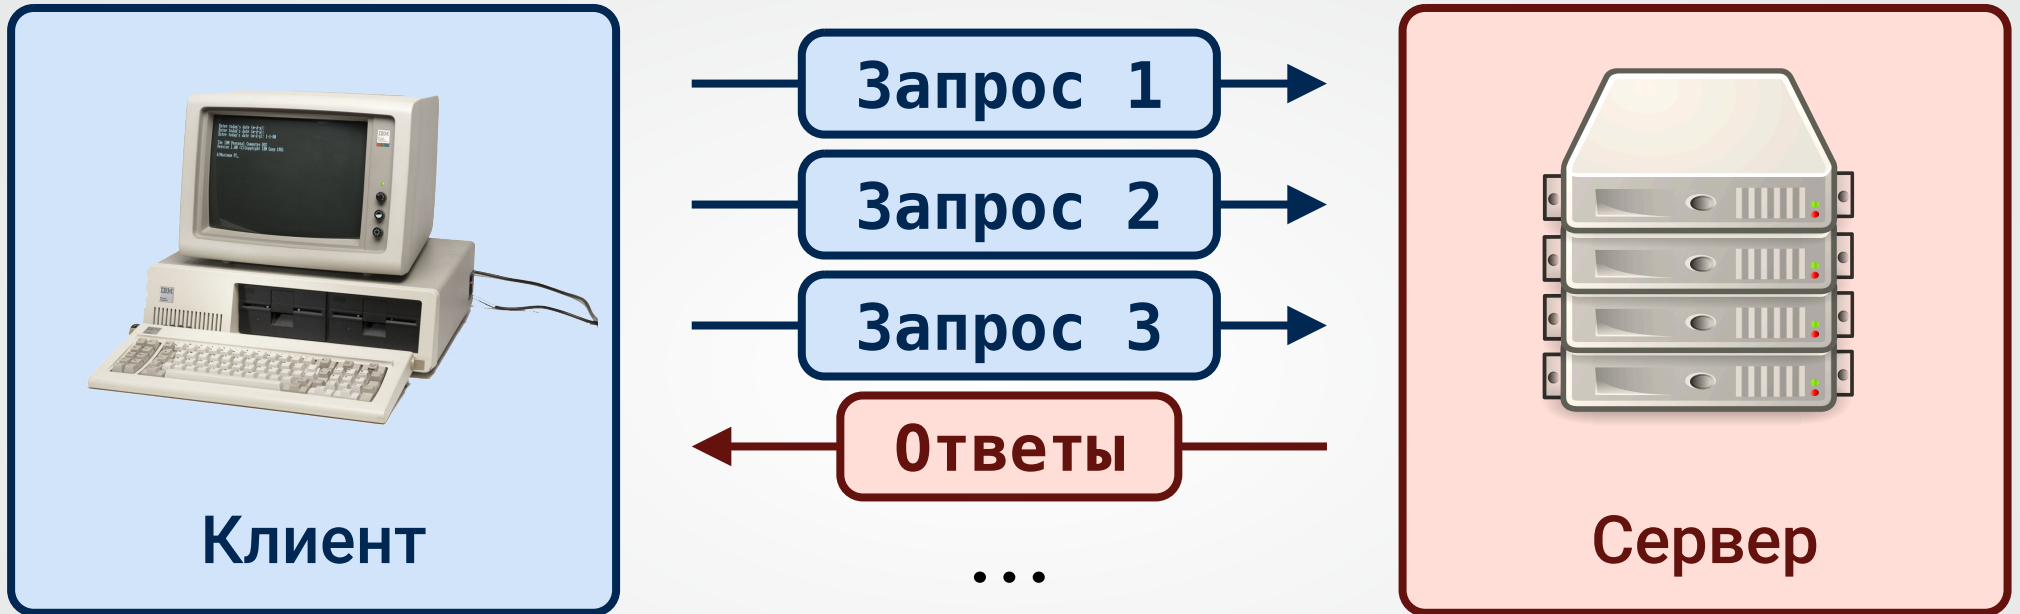 Запрос 1
Запрос 2
Запрос 3
Ответы
Клиент
Сервер
...